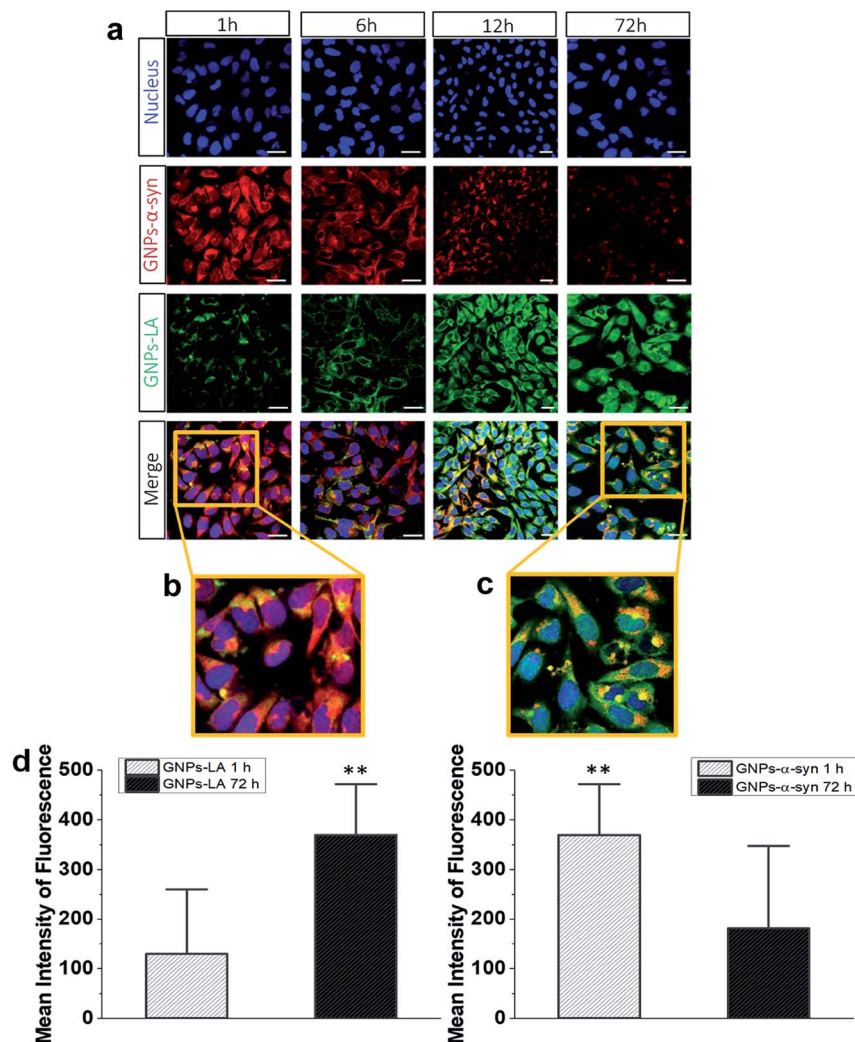 a
1h 6h 12h 72h
Nucleus
GNPs-α-syn
GNPs-LA
Merge
b
c
d
Mean Intensity of Fluorescence
500
400
300
200
100
0
GNPs-LA 1 h
GNPs-LA 72 h
**
Mean Intensity of Fluorescence
500
400
300
200
100
0
**
GNPs-α-syn 1 h
GNPs-α-syn 72 h